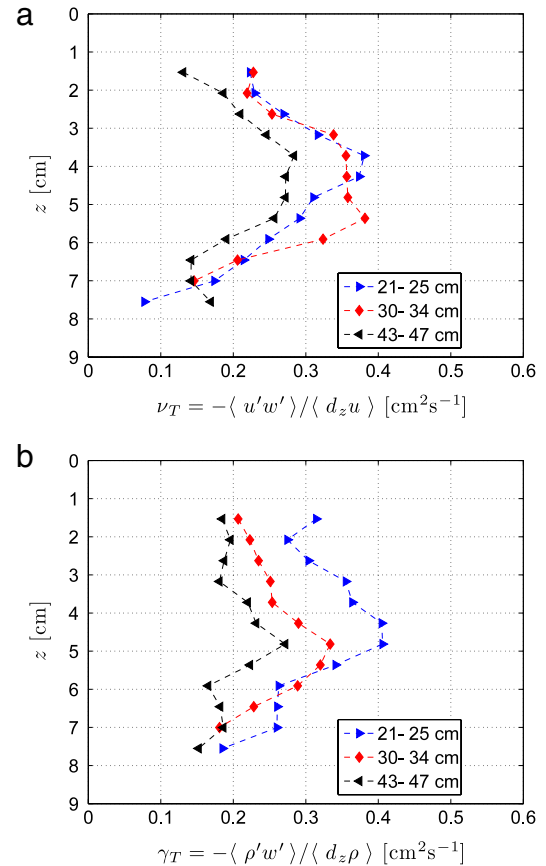 a
0
1
2
3
4
5
6
7
8
9
z [cm]
21- 25 cm
30- 34 cm
43- 47 cm
0 0.1 0.2 0.3 0.4 0.5 0.6
ν_T = −⟨ u′w′ ⟩/⟨ d_z u ⟩ [cm²s⁻¹]
b
0
1
2
3
4
5
6
7
8
9
z [cm]
21- 25 cm
30- 34 cm
43- 47 cm
0 0.1 0.2 0.3 0.4 0.5 0.6
γ_T = −⟨ ρ′w′ ⟩/⟨ d_z ρ ⟩ [cm²s⁻¹]